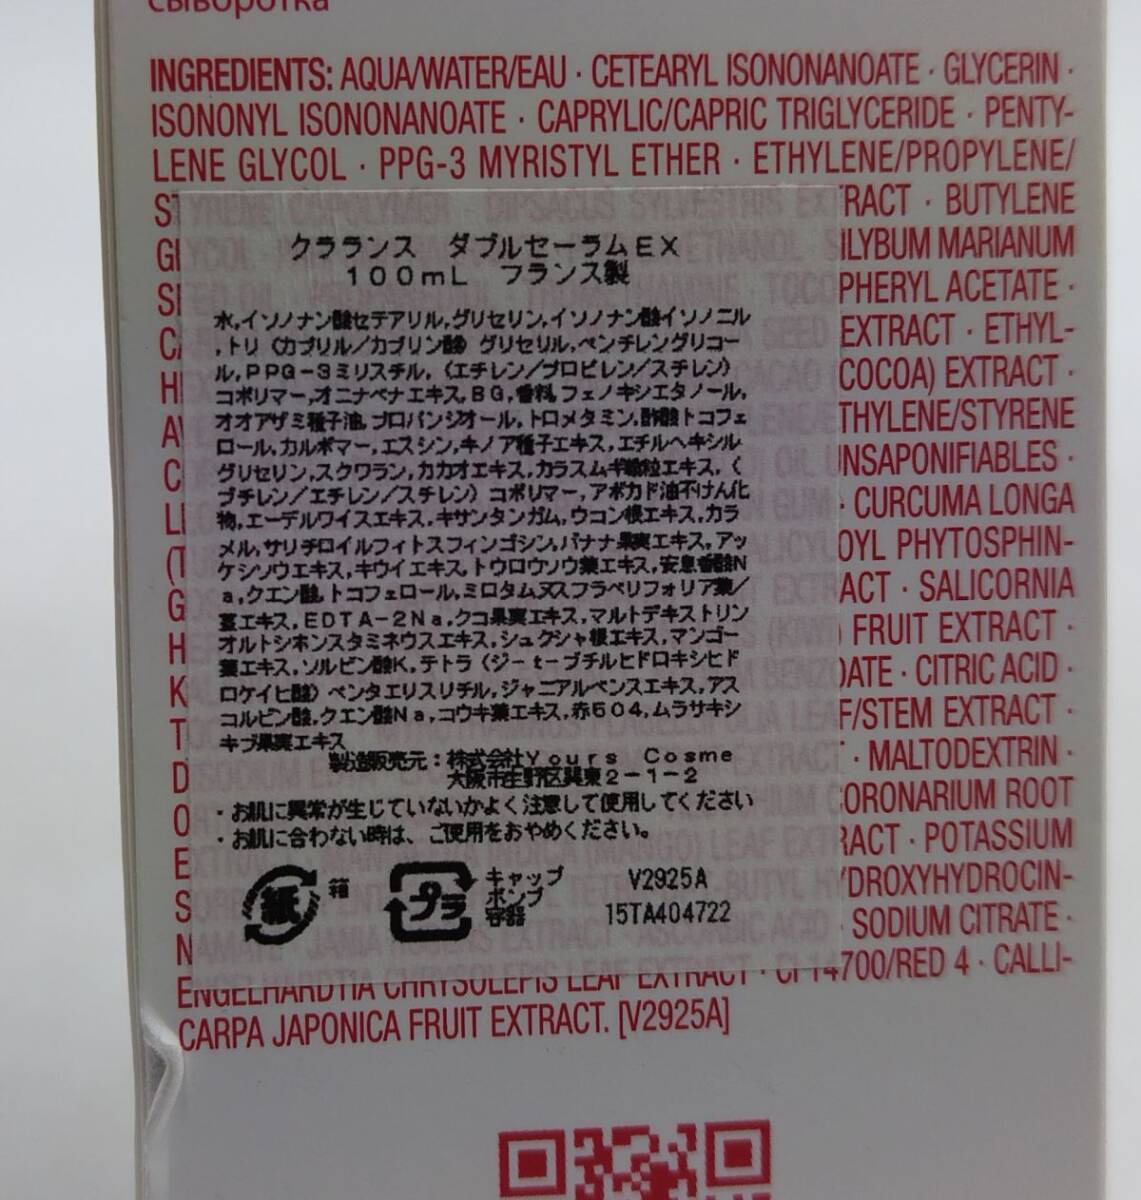 сыворотка
INGREDIENTS: AQUA/WATER/EAU · CETEARYL ISONONANOATE · GLYCERIN ·
ISONONYL ISONONANOATE · CAPRYLIC/CAPRIC TRIGLYCERIDE · PENTY-
LENE GLYCOL · PPG-3 MYRISTYL ETHER · ETHYLENE/PROPYLENE/
STYRENE COPOLYMER · DIPSACUS SYLVESTRIS EXTRACT · BUTYLENE
SILYBUM MARIANUM
TOCOPHERYL ACETATE ·
SEED EXTRACT · ETHYL-
CACAO (COCOA) EXTRACT ·
ETHYLENE/STYRENE
OIL UNSAPONIFIABLES ·
GUM · CURCUMA LONGA
SALICYLOYL PHYTOSPHIN-
EXTRACT · SALICORNIA
(KIWI) FRUIT EXTRACT ·
BENZOATE · CITRIC ACID ·
LEAF/STEM EXTRACT ·
· MALTODEXTRIN ·
CORONARIUM ROOT
EXTRACT · MANGIFERA INDICA (MANGO) LEAF EXTRACT · POTASSIUM
HYDROXYHYDROCIN-
NAMATE · JANIA RUBENS EXTRACT · ASCORBIC ACID · SODIUM CITRATE ·
ENGELHARDTIA CHRYSOLEPIS LEAF EXTRACT · CI 14700/RED 4 · CALLI-
CARPA JAPONICA FRUIT EXTRACT. [V2925A]
クラランス ダブルセーラムEX
100mL フランス製
水,イソノナン酸セテアリル,グリセリン,イソノナン酸イソノニル
,トリ(カプリル/カプリン酸)グリセリル,ペンチレングリコー
ル,PPG-3ミリスチル,(エチレン/プロピレン/スチレン)
コポリマー,オニナベナエキス,BG,香料,フェノキシエタノール,
オオアザミ種子油,プロパンジオール,トロメタミン,酢酸トコフェ
ロール,カルボマー,エスシン,キノア種子エキス,エチルヘキシル
グリセリン,スクワラン,カカオエキス,カラスムギ穀粒エキス,(
ブチレン/エチレン/スチレン)コポリマー,アボカド油不けん化
物,エーデルワイスエキス,キサンタンガム,ウコン根エキス,カラ
メル,サリチロイルフィトスフィンゴシン,バナナ果実エキス,アッ
ケシソウエキス,キウイエキス,トウロウソウ葉エキス,安息香酸N
a,クエン酸,トコフェロール,ミロタムヌスフラベリフォリア葉/
茎エキス,EDTA-2Na,クコ果実エキス,マルトデキストリン
オルトシホンスタミネウスエキス,シュクシャ根エキス,マンゴー
葉エキス,ソルビン酸K,テトラ(ジ-t-ブチルヒドロキシヒド
ロケイヒ酸)ペンタエリスリチル,ジャニアルベンスエキス,アス
コルビン酸,クエン酸Na,コウキ葉エキス,赤504,ムラサキシ
キブ果実エキス
製造販売元:株式会社Yours Cosme
大阪市生野区巽東2-1-2
・お肌に異常が生じていないかよく注意して使用してください
・お肌に合わない時は、ご使用をおやめください。
紙 箱 プラ キャップ
ポンプ
容器
V2925A
15TA404722